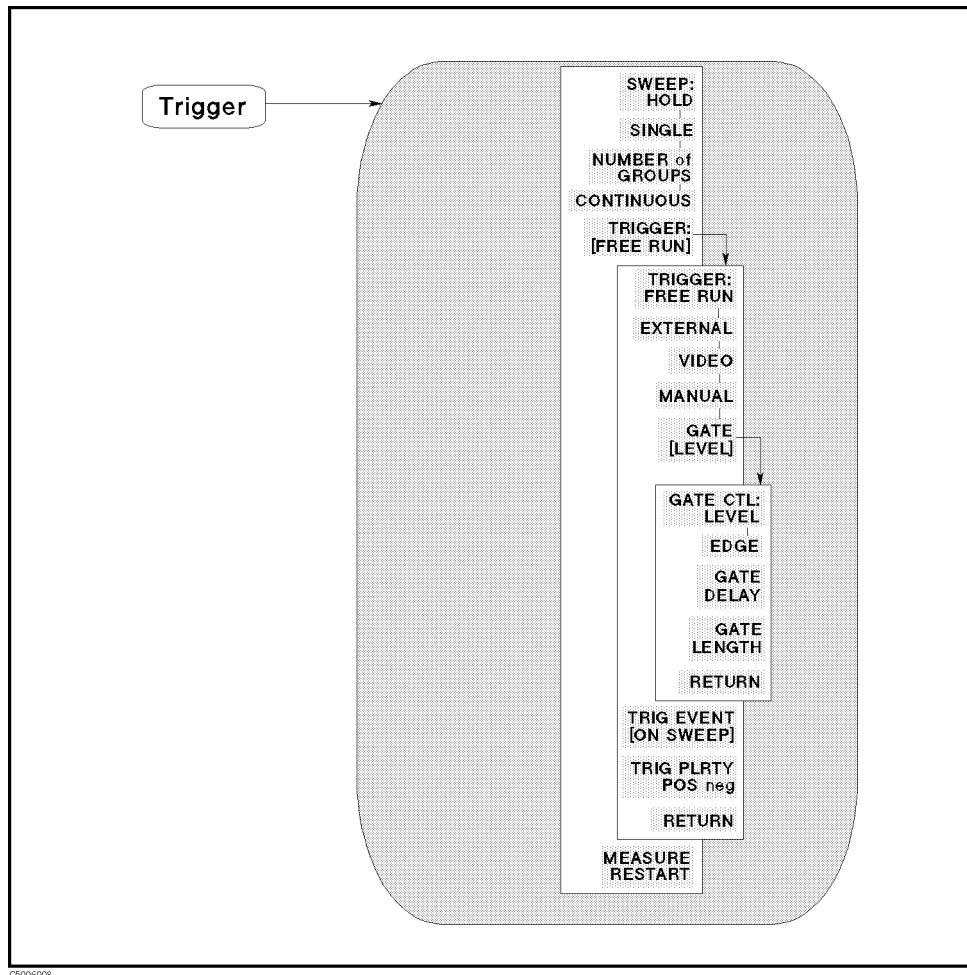 Trigger
SWEEP:
HOLD
SINGLE
NUMBER of
GROUPS
CONTINUOUS
TRIGGER:
[FREE RUN]
TRIGGER:
FREE RUN
EXTERNAL
VIDEO
MANUAL
GATE
[LEVEL]
GATE CTL:
LEVEL
EDGE
GATE
DELAY
GATE
LENGTH
RETURN
TRIG EVENT
[ON SWEEP]
TRIG PLRTY
POS neg
RETURN
MEASURE
RESTART